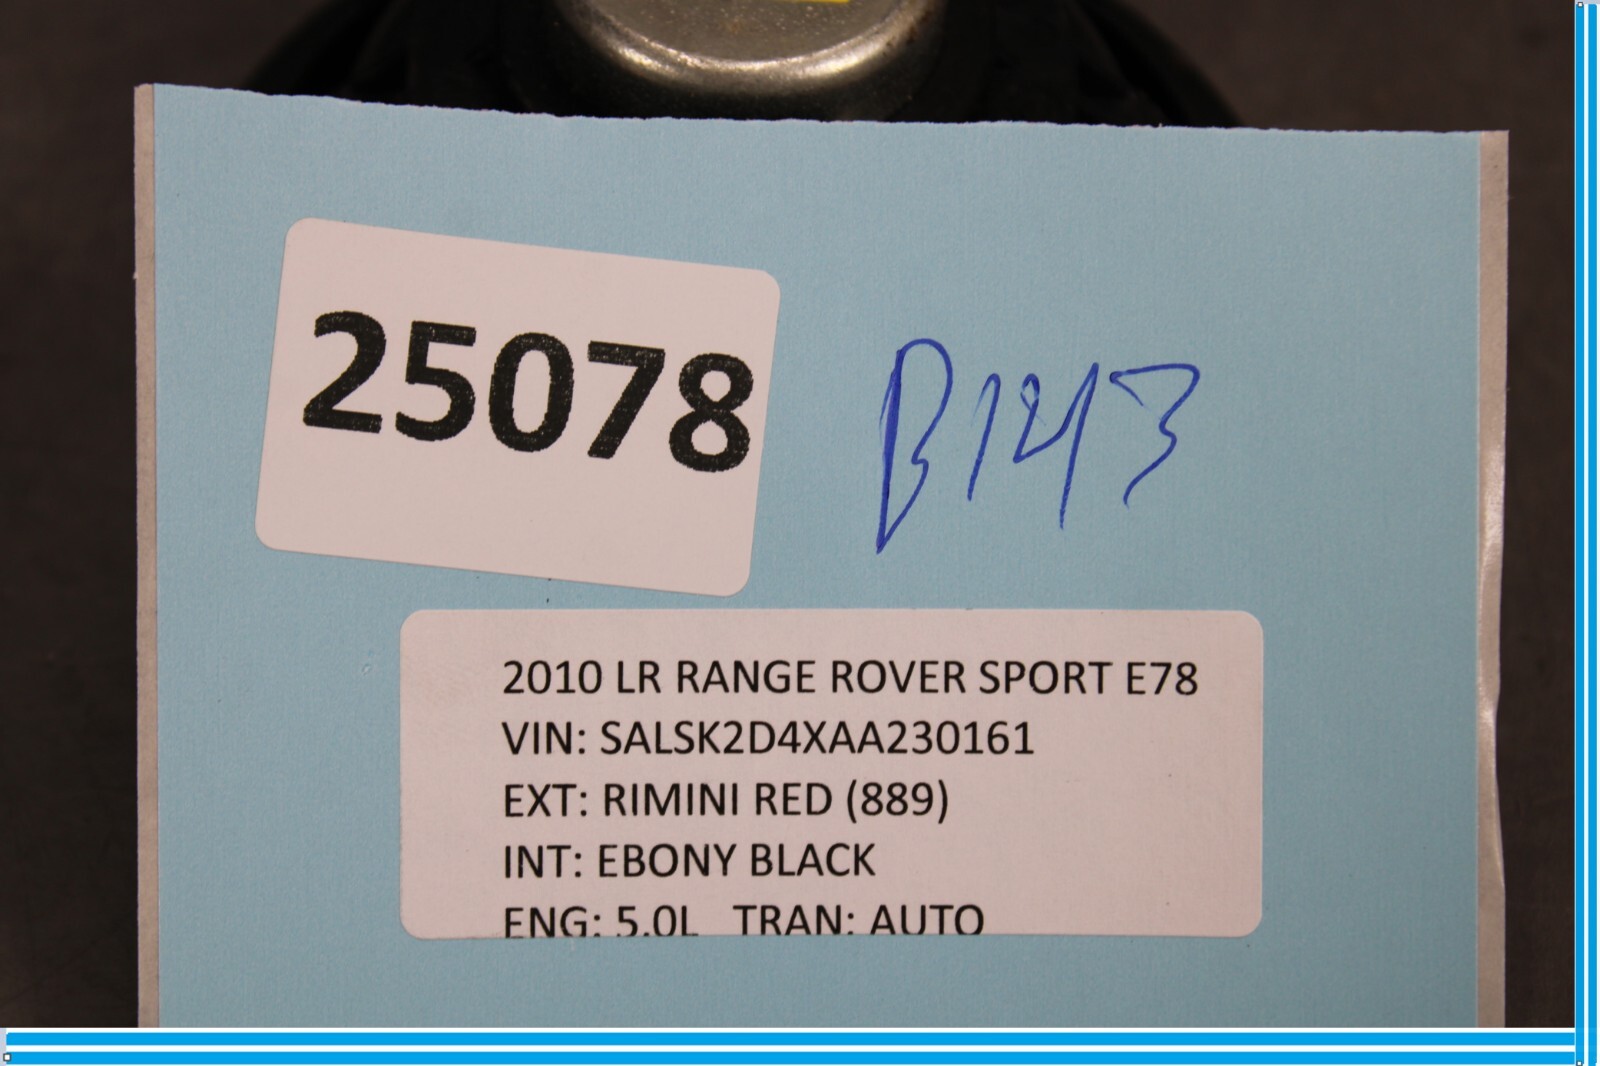 25078
B143
2010 LR RANGE ROVER SPORT E78
VIN: SALSK2D4XAA230161
EXT: RIMINI RED (889)
INT: EBONY BLACK
ENG: 5.0L TRAN: AUTO